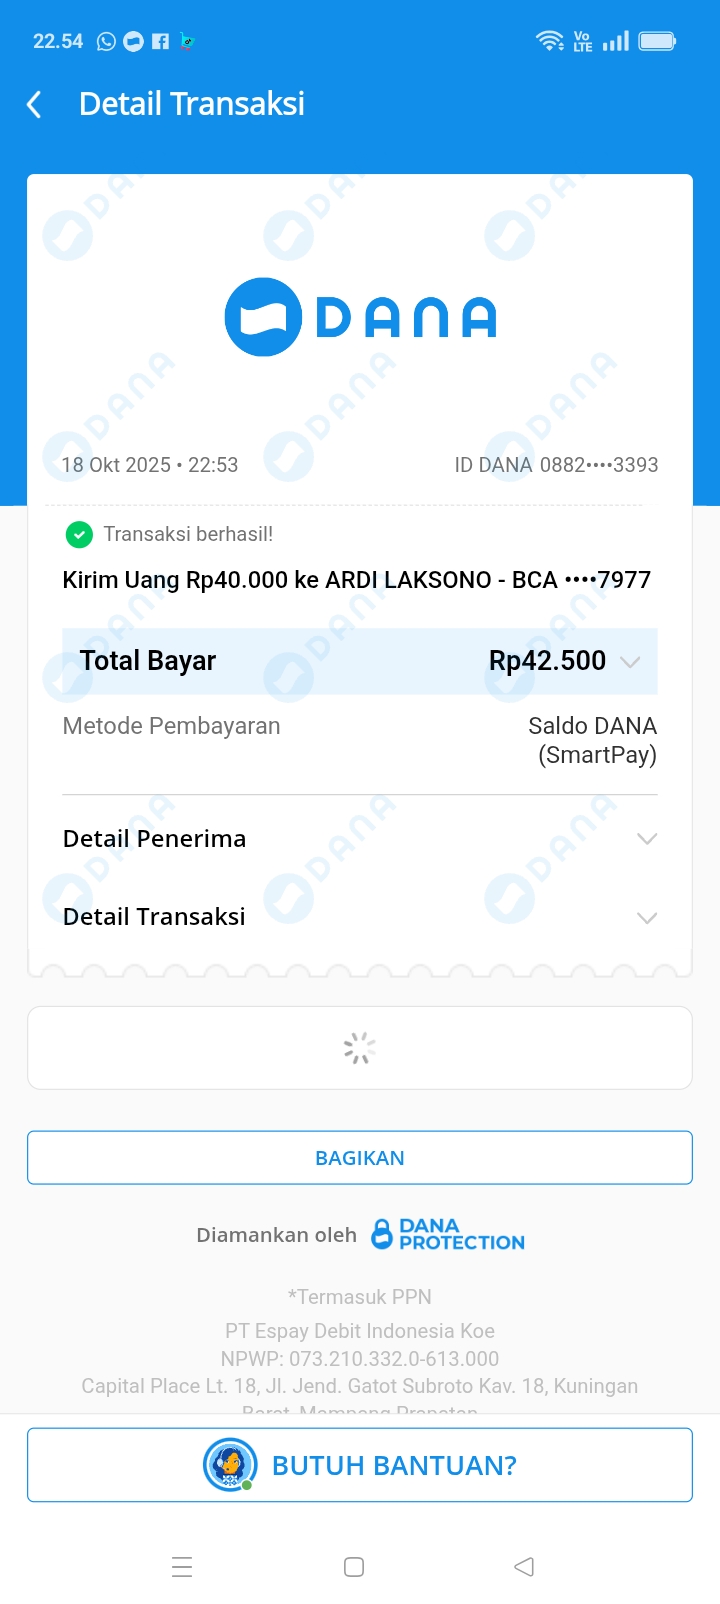 22.54
Vo
LTE
Detail Transaksi
DANA
18 Okt 2025 • 22:53
ID DANA 0882••••3393
Transaksi berhasil!
Kirim Uang Rp40.000 ke ARDI LAKSONO - BCA ••••7977
Total Bayar
Rp42.500
Metode Pembayaran
Saldo DANA
(SmartPay)
Detail Penerima
Detail Transaksi
BAGIKAN
Diamankan oleh
DANA
PROTECTION
*Termasuk PPN
PT Espay Debit Indonesia Koe
NPWP: 073.210.332.0-613.000
Capital Place Lt. 18, Jl. Jend. Gatot Subroto Kav. 18, Kuningan
Barat, Mampang Prapatan
BUTUH BANTUAN?